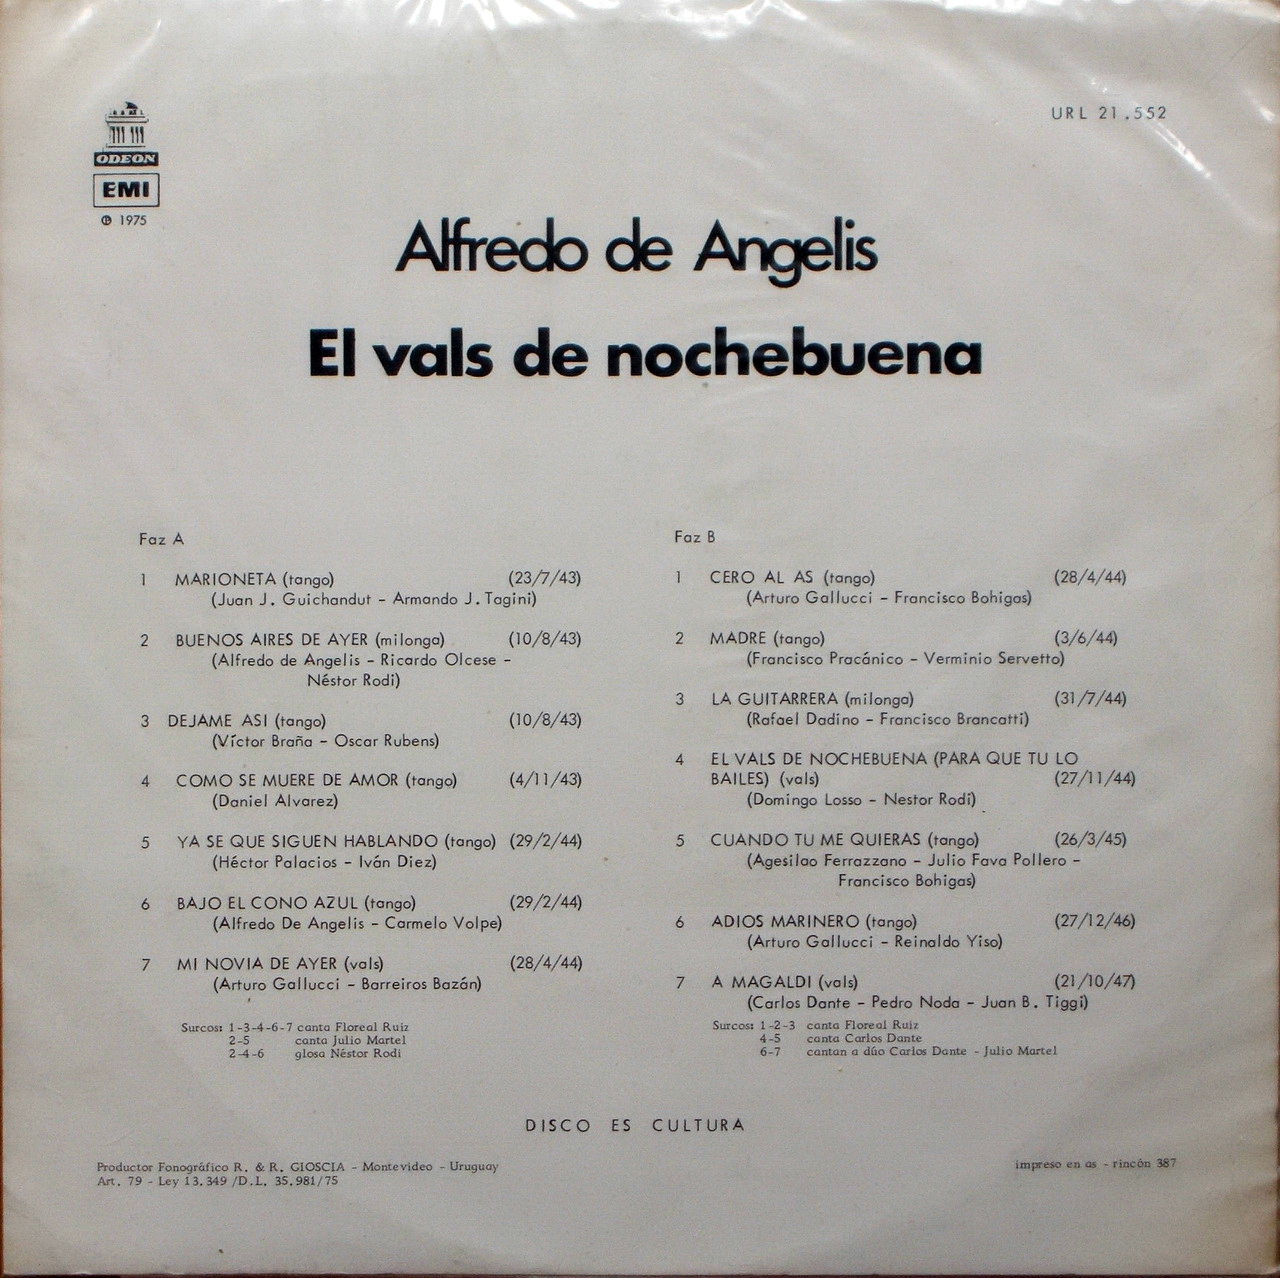 URL 21.552
ODEON
EMI
℗ 1975
Alfredo de Angelis
El vals de nochebuena
Faz A
1 MARIONETA (tango) (23/7/43)
(Juan J. Guichandut - Armando J. Tagini)
2 BUENOS AIRES DE AYER (milonga) (10/8/43)
(Alfredo de Angelis - Ricardo Olcese -
Néstor Rodi)
3 DEJAME ASI (tango) (10/8/43)
(Víctor Braña - Oscar Rubens)
4 COMO SE MUERE DE AMOR (tango) (4/11/43)
(Daniel Alvarez)
5 YA SE QUE SIGUEN HABLANDO (tango) (29/2/44)
(Héctor Palacios - Iván Diez)
6 BAJO EL CONO AZUL (tango) (29/2/44)
(Alfredo De Angelis - Carmelo Volpe)
7 MI NOVIA DE AYER (vals) (28/4/44)
(Arturo Gallucci - Barreiros Bazán)
Surcos: 1-3-4-6-7 canta Floreal Ruiz
2-5 canta Julio Martel
2-4-6 glosa Néstor Rodi
Faz B
1 CERO AL AS (tango) (28/4/44)
(Arturo Gallucci - Francisco Bohigas)
2 MADRE (tango) (3/6/44)
(Francisco Pracánico - Verminio Servetto)
3 LA GUITARRERA (milonga) (31/7/44)
(Rafael Dadino - Francisco Brancatti)
4 EL VALS DE NOCHEBUENA (PARA QUE TU LO
BAILES) (vals) (27/11/44)
(Domingo Losso - Nestor Rodi)
5 CUANDO TU ME QUIERAS (tango) (26/3/45)
(Agesilao Ferrazzano - Julio Fava Pollero -
Francisco Bohigas)
6 ADIOS MARINERO (tango) (27/12/46)
(Arturo Gallucci - Reinaldo Yiso)
7 A MAGALDI (vals) (21/10/47)
(Carlos Dante - Pedro Noda - Juan B. Tiggi)
Surcos: 1-2-3 canta Floreal Ruiz
4-5 canta Carlos Dante
6-7 cantan a dúo Carlos Dante - Julio Martel
DISCO ES CULTURA
Productor Fonográfico R. & R. GIOSCIA - Montevideo - Uruguay
Art. 79 - Ley 13.349 /D.L. 35.981/75
impreso en as - rincón 387